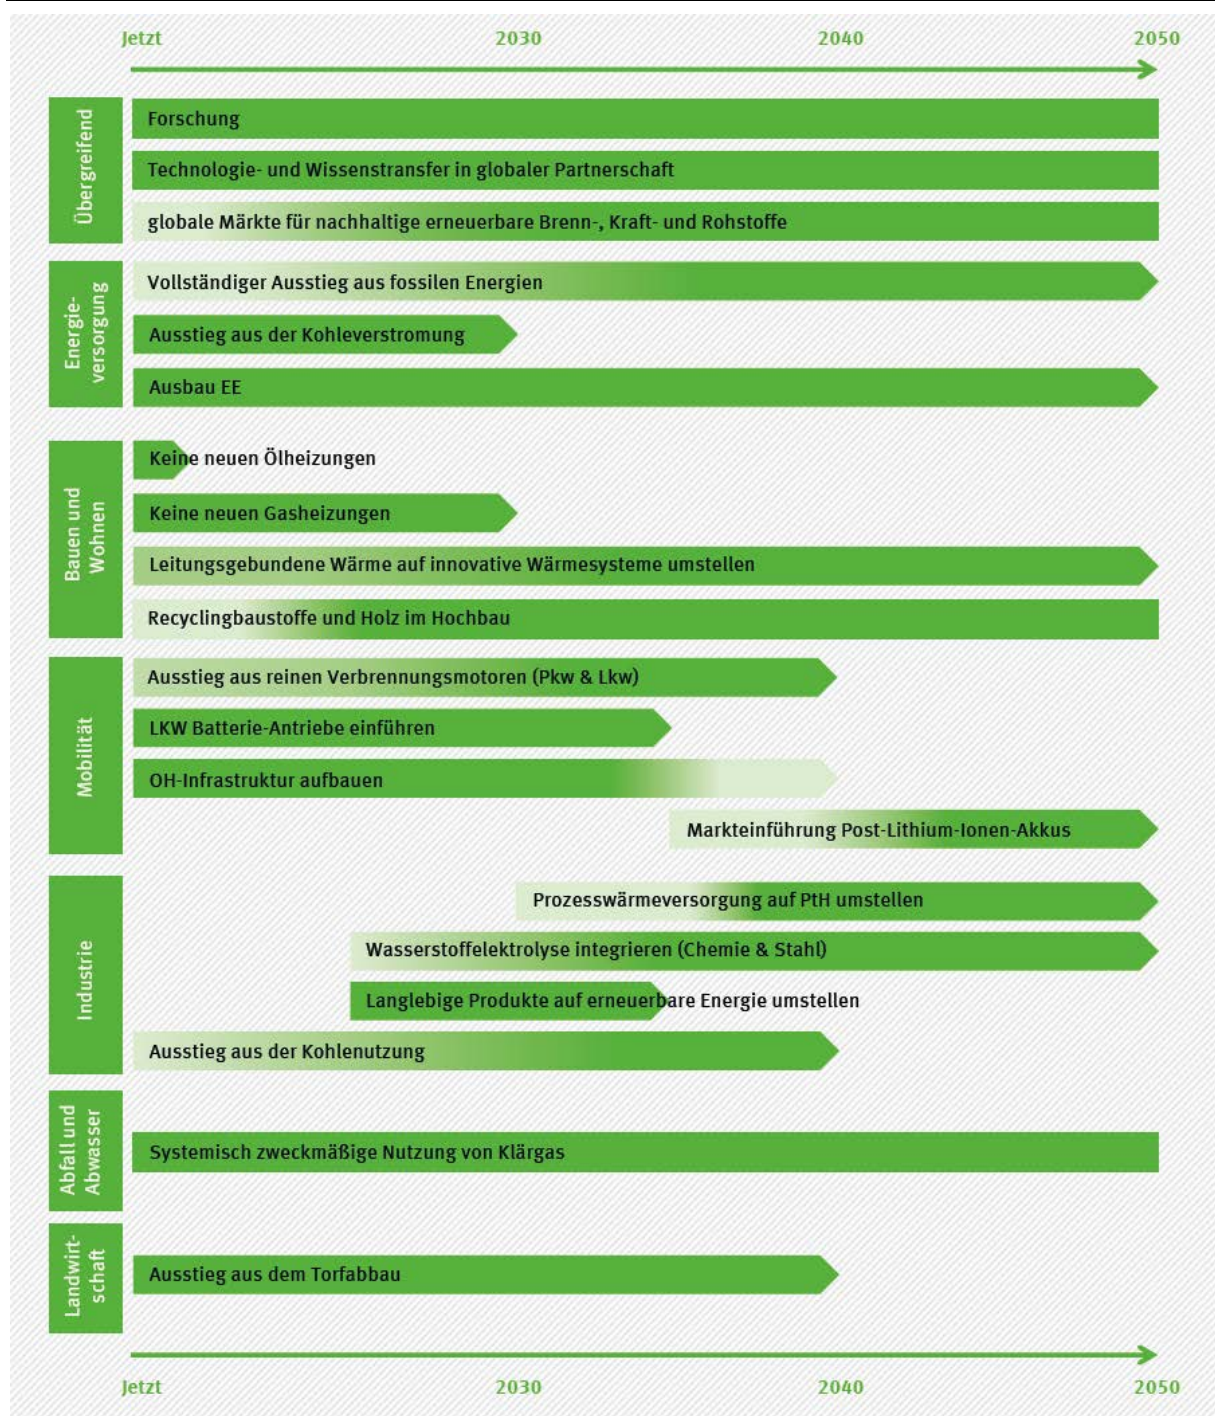 Jetzt 2030 2040 2050
Übergreifend
Forschung
Technologie- und Wissenstransfer in globaler Partnerschaft
globale Märkte für nachhaltige erneuerbare Brenn-, Kraft- und Rohstoffe
Energie-
versorgung
Vollständiger Ausstieg aus fossilen Energien
Ausstieg aus der Kohleverstromung
Ausbau EE
Bauen und
Wohnen
Keine neuen Ölheizungen
Keine neuen Gasheizungen
Leitungsgebundene Wärme auf innovative Wärmesysteme umstellen
Recyclingbaustoffe und Holz im Hochbau
Mobilität
Ausstieg aus reinen Verbrennungsmotoren (Pkw & Lkw)
LKW Batterie-Antriebe einführen
OH-Infrastruktur aufbauen
Markteinführung Post-Lithium-Ionen-Akkus
Industrie
Prozesswärmeversorgung auf PtH umstellen
Wasserstoffelektrolyse integrieren (Chemie & Stahl)
Langlebige Produkte auf erneuerbare Energie umstellen
Ausstieg aus der Kohlenutzung
Abfall und
Abwasser
Systemisch zweckmäßige Nutzung von Klärgas
Landwirt-
schaft
Ausstieg aus dem Torfabbau
Jetzt 2030 2040 2050